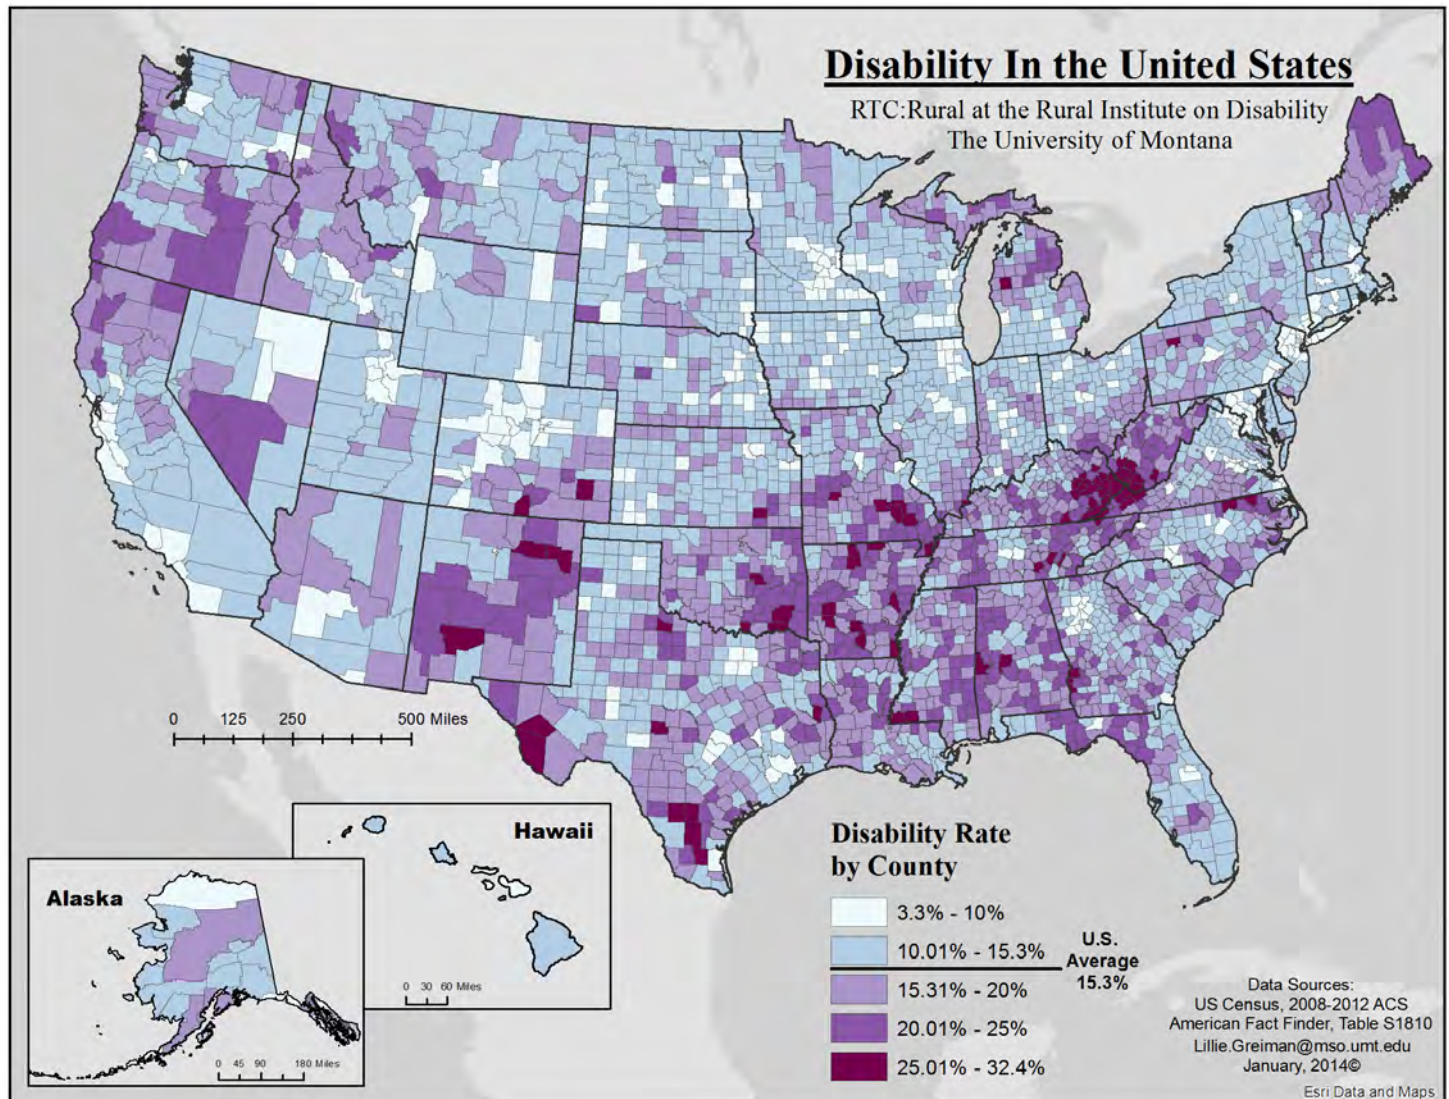 Disability In the United States
RTC:Rural at the Rural Institute on Disability
The University of Montana
0 125 250 500 Miles
Hawaii
0 30 60 Miles
Alaska
0 45 90 180 Miles
Disability Rate
by County
3.3% - 10%
10.01% - 15.3%
15.31% - 20%
20.01% - 25%
25.01% - 32.4%
U.S.
Average
15.3%
Data Sources:
US Census, 2008-2012 ACS
American Fact Finder, Table S1810
Lillie.Greiman@mso.umt.edu
January, 2014©
Esri Data and Maps